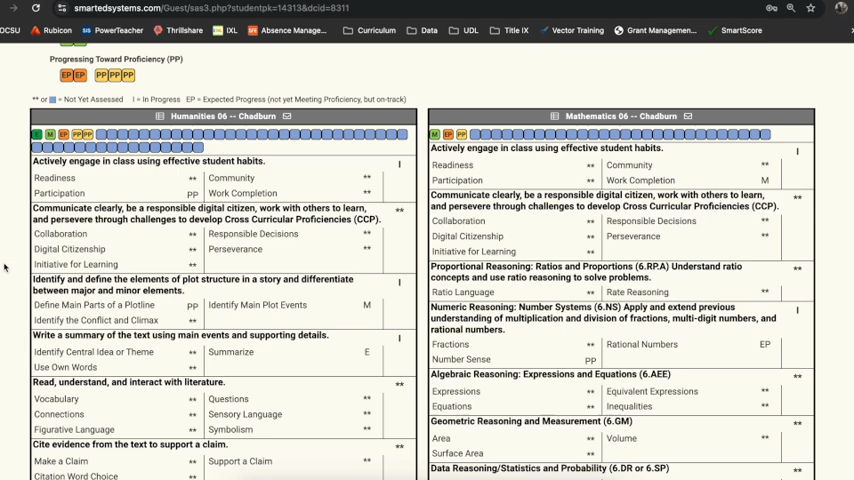 smartedsystems.com/Guest/sas3.php?studentpk=14313&dcid=8311
OCSU Rubicon SIS PowerTeacher Thrillshare IXL IXL Absence Manage... Curriculum Data UDL Title IX Vector Training Grant Managemen... SmartScore
Progressing Toward Proficiency (PP)
EP EP PP PP PP
** or = Not Yet Assessed I = In Progress EP = Expected Progress (not yet Meeting Proficiency, but on-track)
Humanities 06 -- Chadburn
E M EP PP PP
Actively engage in class using effective student habits. I
Readiness ** Community **
Participation PP Work Completion **
Communicate clearly, be a responsible digital citizen, work with others to learn, **
and persevere through challenges to develop Cross Curricular Proficiencies (CCP).
Collaboration ** Responsible Decisions **
Digital Citizenship ** Perseverance **
Initiative for Learning **
Identify and define the elements of plot structure in a story and differentiate I
between major and minor elements.
Define Main Parts of a Plotline PP Identify Main Plot Events M
Identify the Conflict and Climax **
Write a summary of the text using main events and supporting details. I
Identify Central Idea or Theme ** Summarize E
Use Own Words **
Read, understand, and interact with literature. **
Vocabulary ** Questions **
Connections ** Sensory Language **
Figurative Language ** Symbolism **
Cite evidence from the text to support a claim. **
Make a Claim ** Support a Claim **
Citation Word Choice **
Mathematics 06 -- Chadburn
M EP PP
Actively engage in class using effective student habits. I
Readiness ** Community **
Participation ** Work Completion M
Communicate clearly, be a responsible digital citizen, work with others to learn, **
and persevere through challenges to develop Cross Curricular Proficiencies (CCP).
Collaboration ** Responsible Decisions **
Digital Citizenship ** Perseverance **
Initiative for Learning **
Proportional Reasoning: Ratios and Proportions (6.RP.A) Understand ratio **
concepts and use ratio reasoning to solve problems.
Ratio Language ** Rate Reasoning **
Numeric Reasoning: Number Systems (6.NS) Apply and extend previous I
understanding of multiplication and division of fractions, multi-digit numbers, and
rational numbers.
Fractions ** Rational Numbers EP
Number Sense PP
Algebraic Reasoning: Expressions and Equations (6.AEE) **
Expressions ** Equivalent Expressions **
Equations ** Inequalities **
Geometric Reasoning and Measurement (6.GM) **
Area ** Volume **
Surface Area **
Data Reasoning/Statistics and Probability (6.DR or 6.SP) **